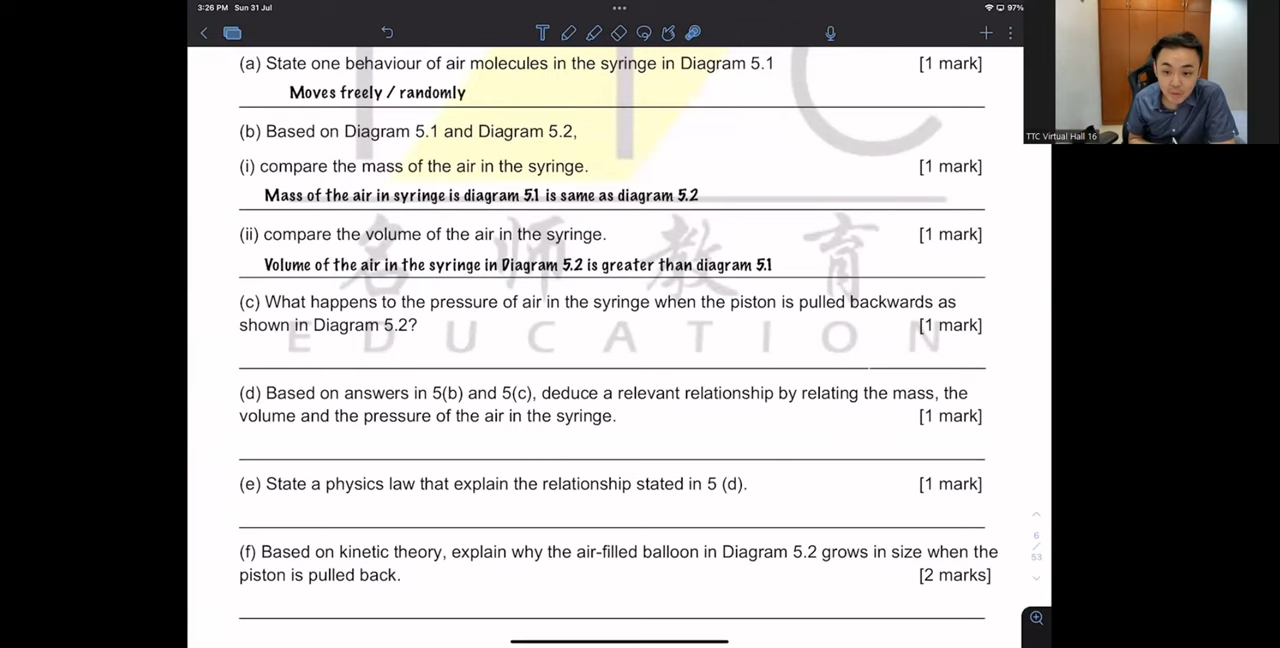 3:26 PM Sun 31 Jul
97%
T
(a) State one behaviour of air molecules in the syringe in Diagram 5.1 [1 mark]
Moves freely / randomly
(b) Based on Diagram 5.1 and Diagram 5.2,
(i) compare the mass of the air in the syringe. [1 mark]
Mass of the air in syringe is diagram 5.1 is same as diagram 5.2
(ii) compare the volume of the air in the syringe. [1 mark]
名师教育
Volume of the air in the syringe in Diagram 5.2 is greater than diagram 5.1
(c) What happens to the pressure of air in the syringe when the piston is pulled backwards as
shown in Diagram 5.2? [1 mark]
EDUCATION
(d) Based on answers in 5(b) and 5(c), deduce a relevant relationship by relating the mass, the
volume and the pressure of the air in the syringe. [1 mark]
(e) State a physics law that explain the relationship stated in 5 (d). [1 mark]
(f) Based on kinetic theory, explain why the air-filled balloon in Diagram 5.2 grows in size when the
piston is pulled back. [2 marks]
6
/
53
TTC Virtual Hall 16